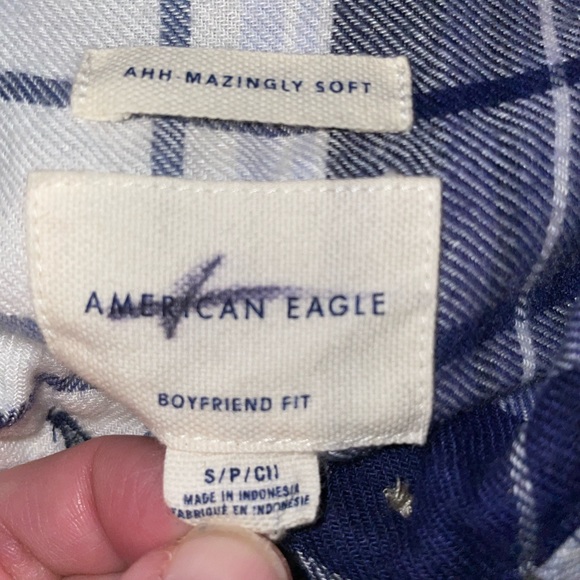 AHH-MAZINGLY SOFT
AMERICAN EAGLE
BOYFRIEND FIT
S/P/CH
MADE IN INDONESIA
FABRIQUÉ EN INDONÉSIE